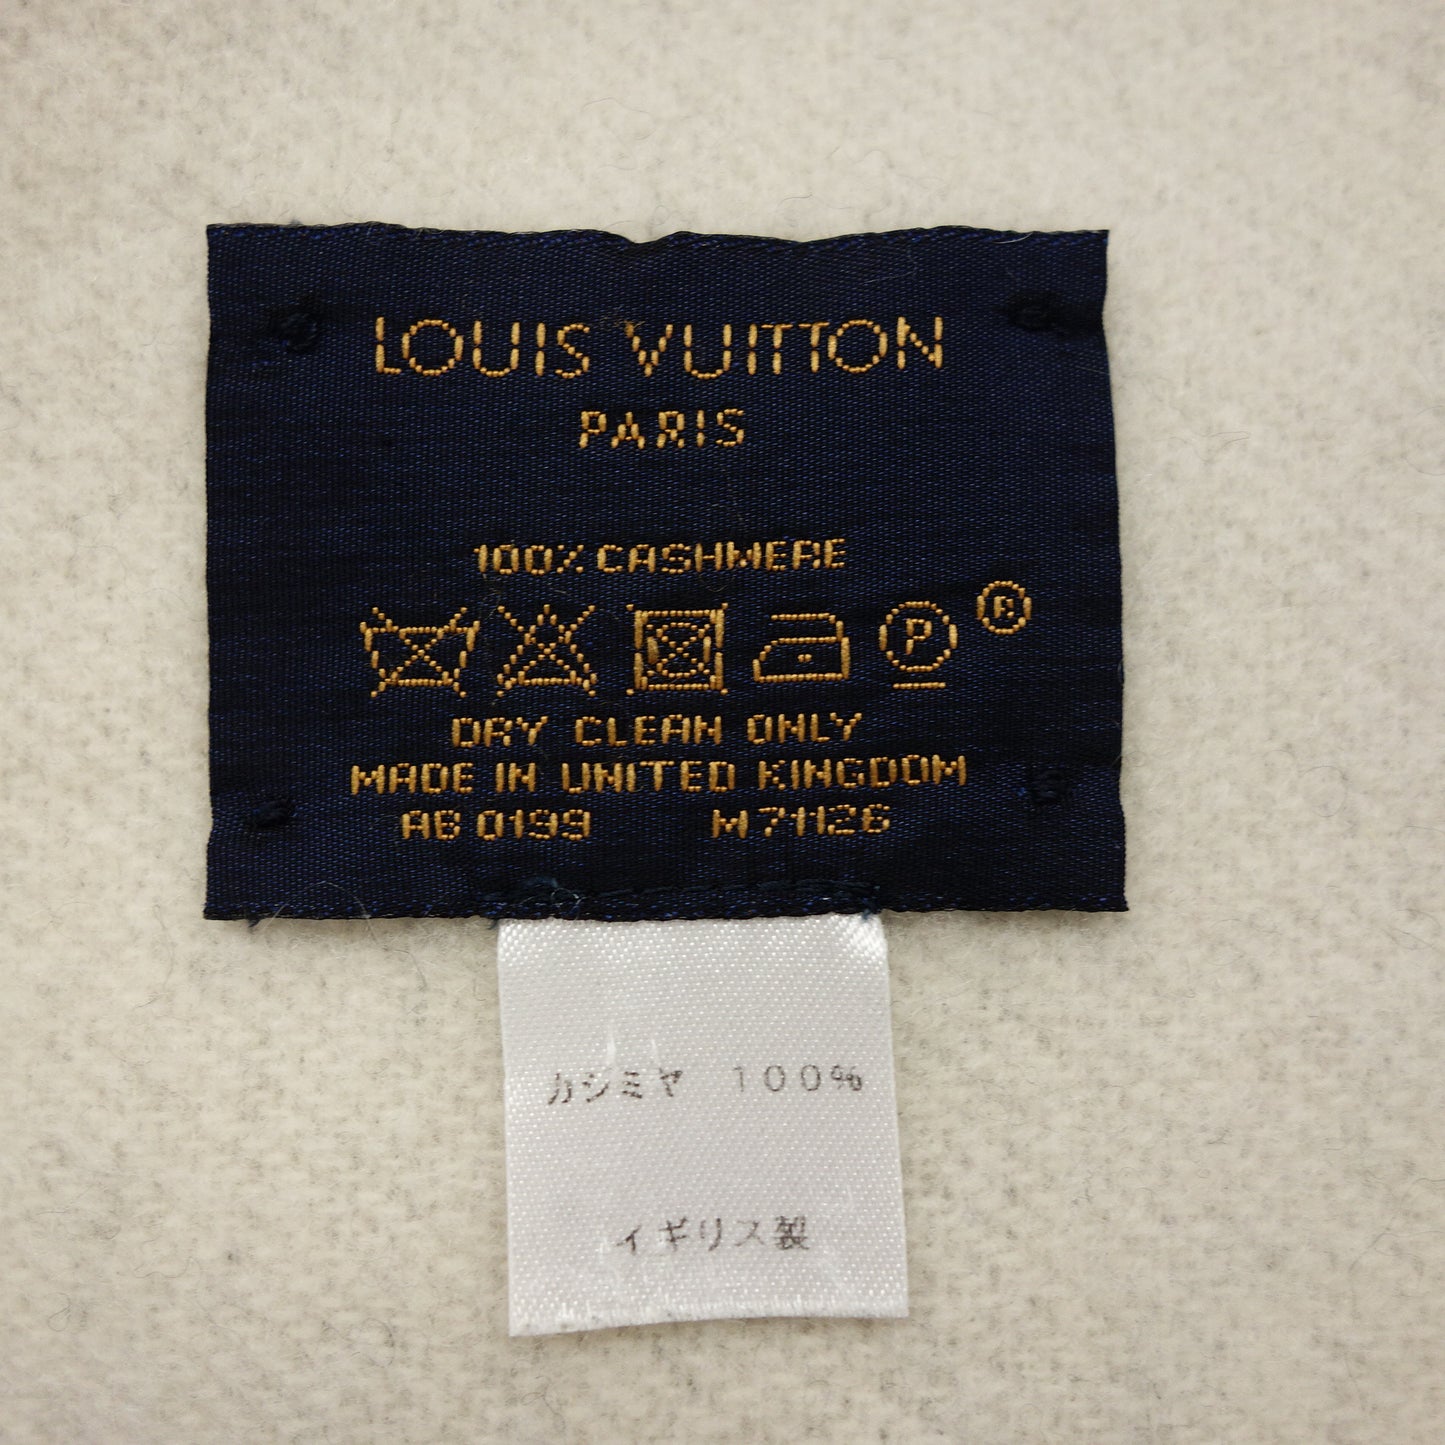 LOUIS VUITTON
PARIS
100% CASHMERE
P ®
DRY CLEAN ONLY
MADE IN UNITED KINGDOM
AB 0199 M71126
カシミヤ 100%
イギリス製